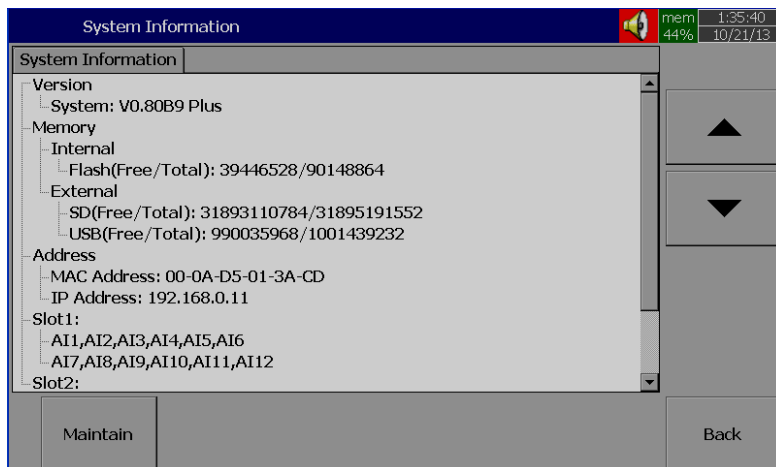 System Information
mem 1:35:40
44% 10/21/13
System Information
Version
System: V0.80B9 Plus
Memory
Internal
Flash(Free/Total): 39446528/90148864
External
SD(Free/Total): 31893110784/31895191552
USB(Free/Total): 990035968/1001439232
Address
MAC Address: 00-0A-D5-01-3A-CD
IP Address: 192.168.0.11
Slot1:
AI1,AI2,AI3,AI4,AI5,AI6
AI7,AI8,AI9,AI10,AI11,AI12
Slot2:
Maintain
Back